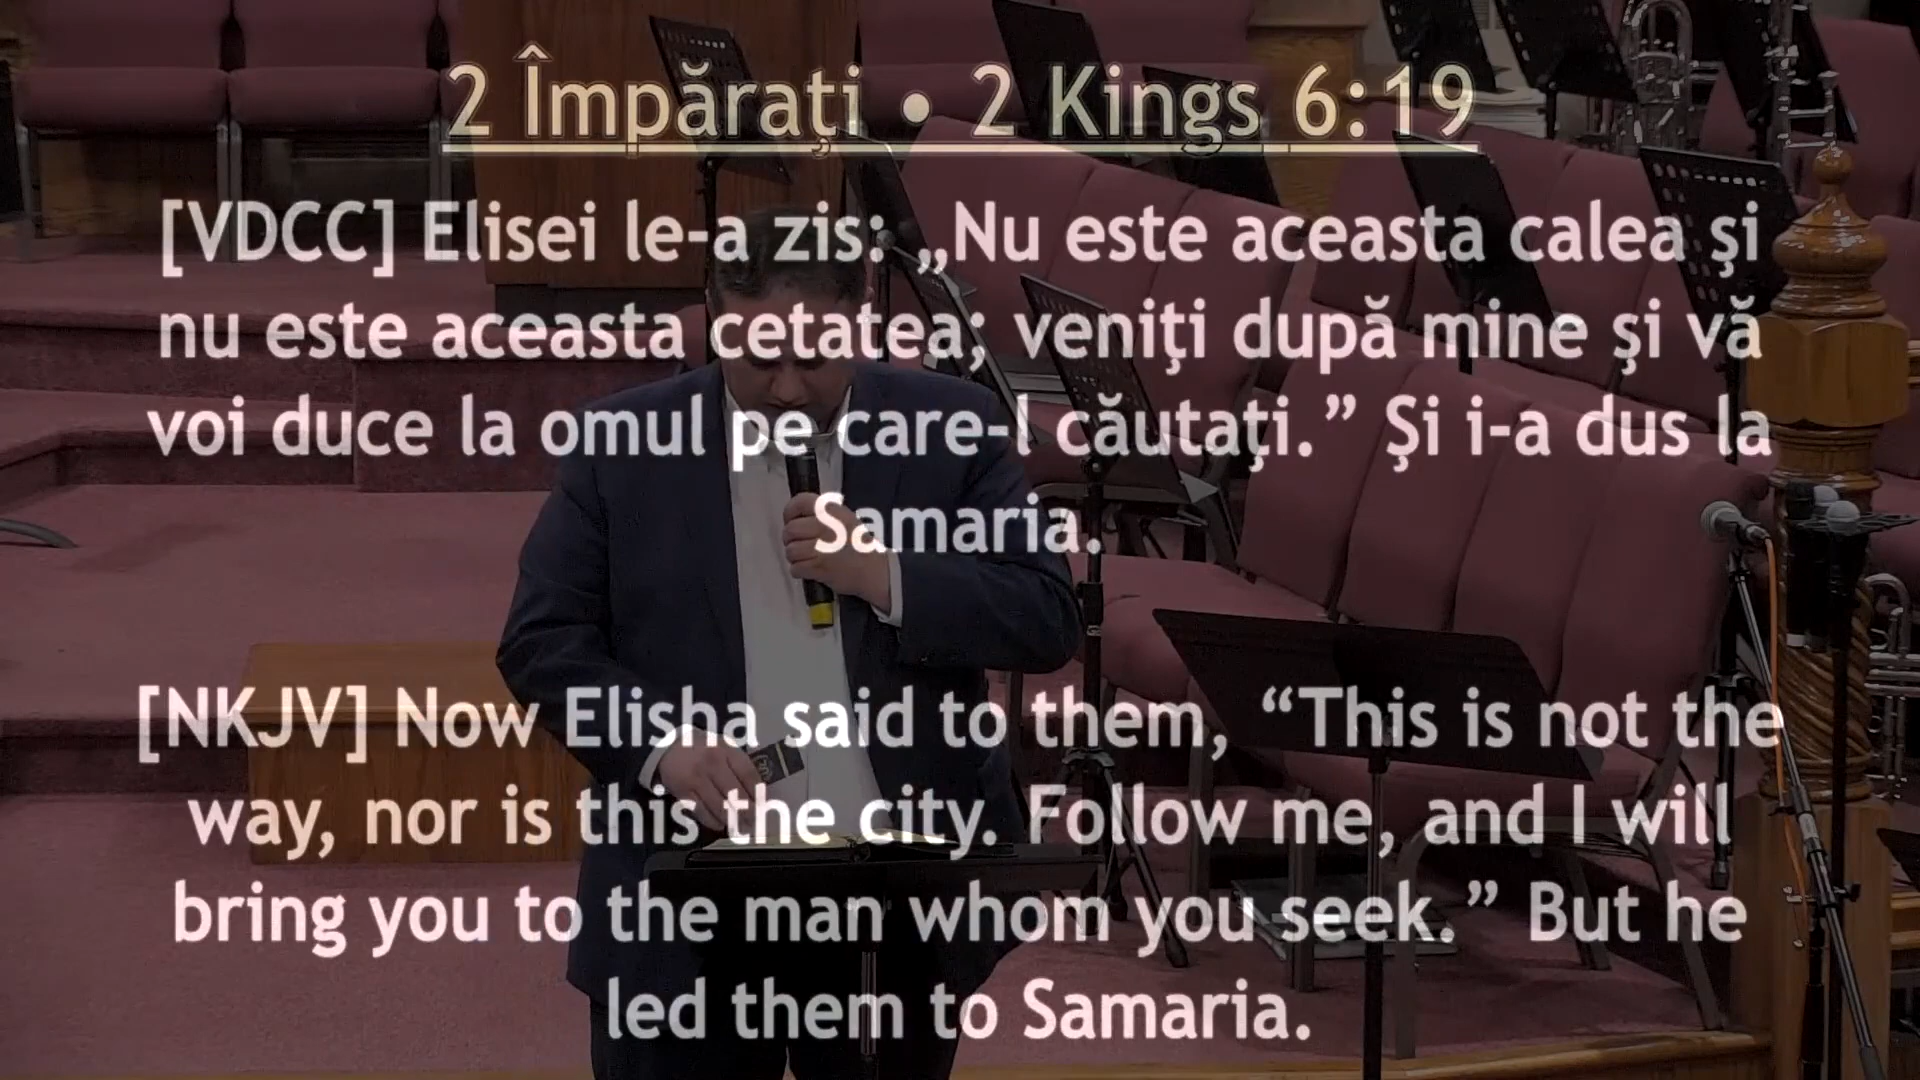 2 Împăraţi • 2 Kings 6:19
[VDCC] Elisei le-a zis: „Nu este aceasta calea şi
nu este aceasta cetatea; veniţi după mine şi vă
voi duce la omul pe care-l căutaţi.” Şi i-a dus la
Samaria.
[NKJV] Now Elisha said to them, “This is not the
way, nor is this the city. Follow me, and I will
bring you to the man whom you seek.” But he
led them to Samaria.